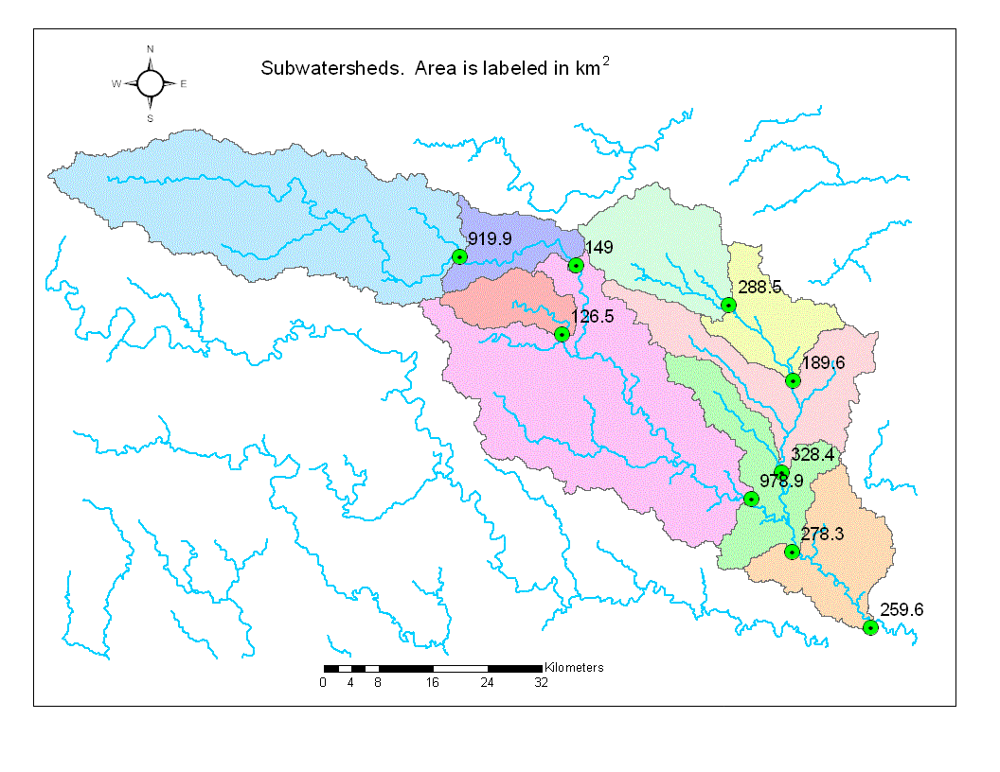 N
W E
S
Subwatersheds. Area is labeled in km2
919.9
149
288.5
126.5
189.6
328.4
978.9
278.3
259.6
Kilometers
0 4 8 16 24 32